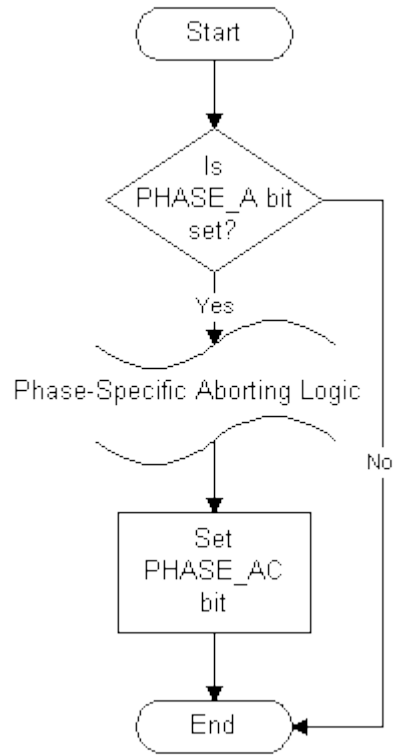 Start
Is
PHASE_A bit
set?
Yes
Phase-Specific Aborting Logic
No
Set
PHASE_AC
bit
End